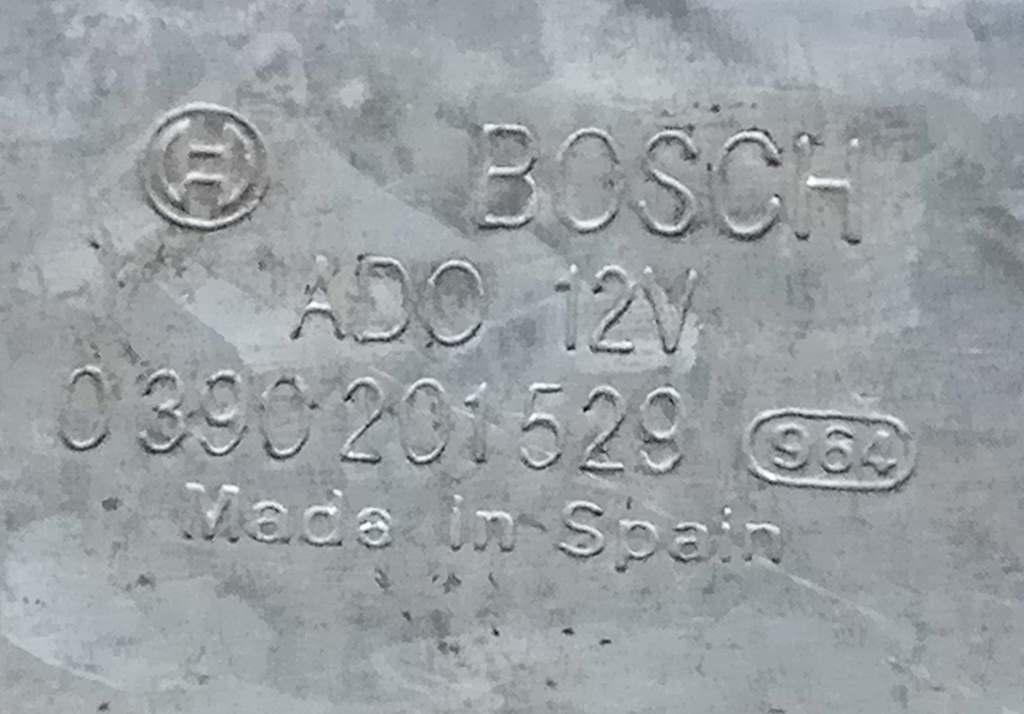 BOSCH
ADO 12V
0 390 201 529 964
Made in Spain